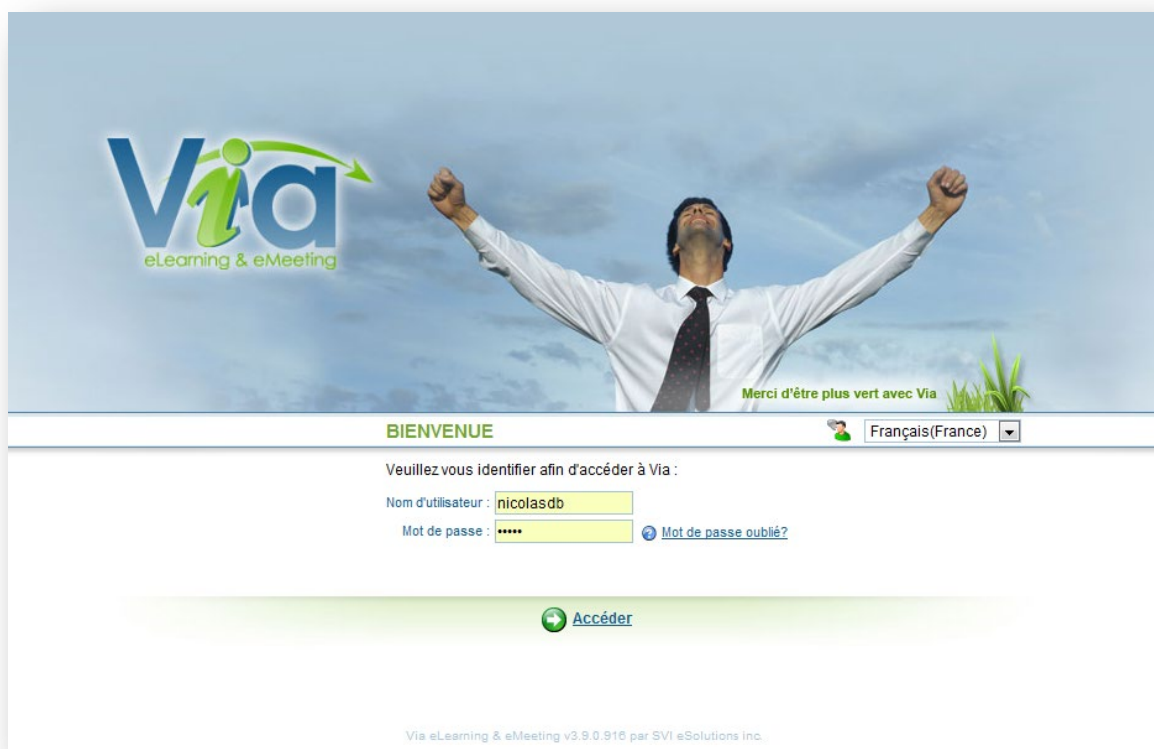 Via
eLearning & eMeeting
Merci d'être plus vert avec Via
BIENVENUE
Français(France)
Veuillez vous identifier afin d'accéder à Via :
Nom d'utilisateur : nicolasdb
Mot de passe : •••••
Mot de passe oublié?
Accéder
Via eLearning & eMeeting v3.9.0.916 par SVI eSolutions inc.